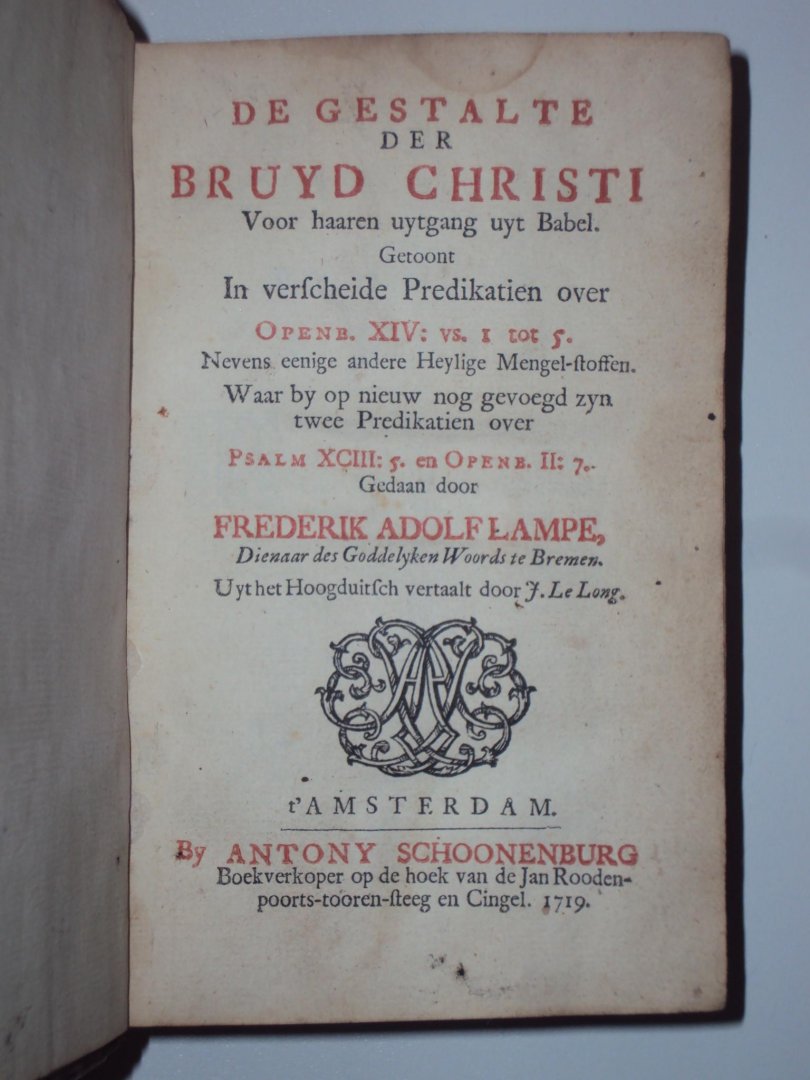 DE GESTALTE
DER
BRUYD CHRISTI
Voor haaren uytgang uyt Babel.
Getoont
In verſcheide Predikatien over
OPENB. XIV: vs. 1 tot 5.
Nevens eenige andere Heylige Mengel-ſtoffen.
Waar by op nieuw nog gevoegd zyn
twee Predikatien over
PSALM XCIII: 5. en OPENB. II: 7.
Gedaan door
FREDERIK ADOLF LAMPE,
Dienaar des Goddelyken Woords te Bremen.
Uyt het Hoogduitſch vertaalt door J. Le Long.
t'AMSTERDAM.
By ANTONY SCHOONENBURG
Boekverkoper op de hoek van de Jan Rooden-
poorts-tooren-ſteeg en Cingel. 1719.